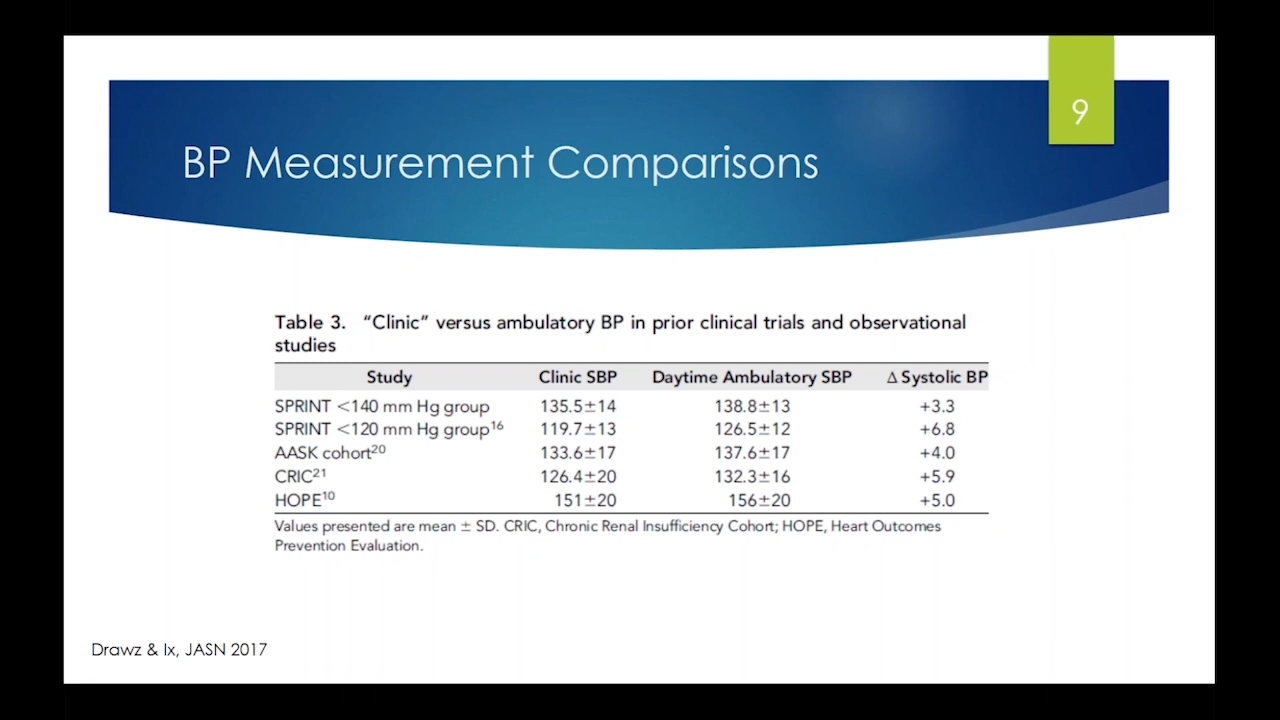 9
BP Measurement Comparisons
Table 3. “Clinic” versus ambulatory BP in prior clinical trials and observational
studies
Study Clinic SBP Daytime Ambulatory SBP Δ Systolic BP
SPRINT <140 mm Hg group 135.5±14 138.8±13 +3.3
SPRINT <120 mm Hg group16 119.7±13 126.5±12 +6.8
AASK cohort20 133.6±17 137.6±17 +4.0
CRIC21 126.4±20 132.3±16 +5.9
HOPE10 151±20 156±20 +5.0
Values presented are mean ± SD. CRIC, Chronic Renal Insufficiency Cohort; HOPE, Heart Outcomes
Prevention Evaluation.
Drawz & Ix, JASN 2017